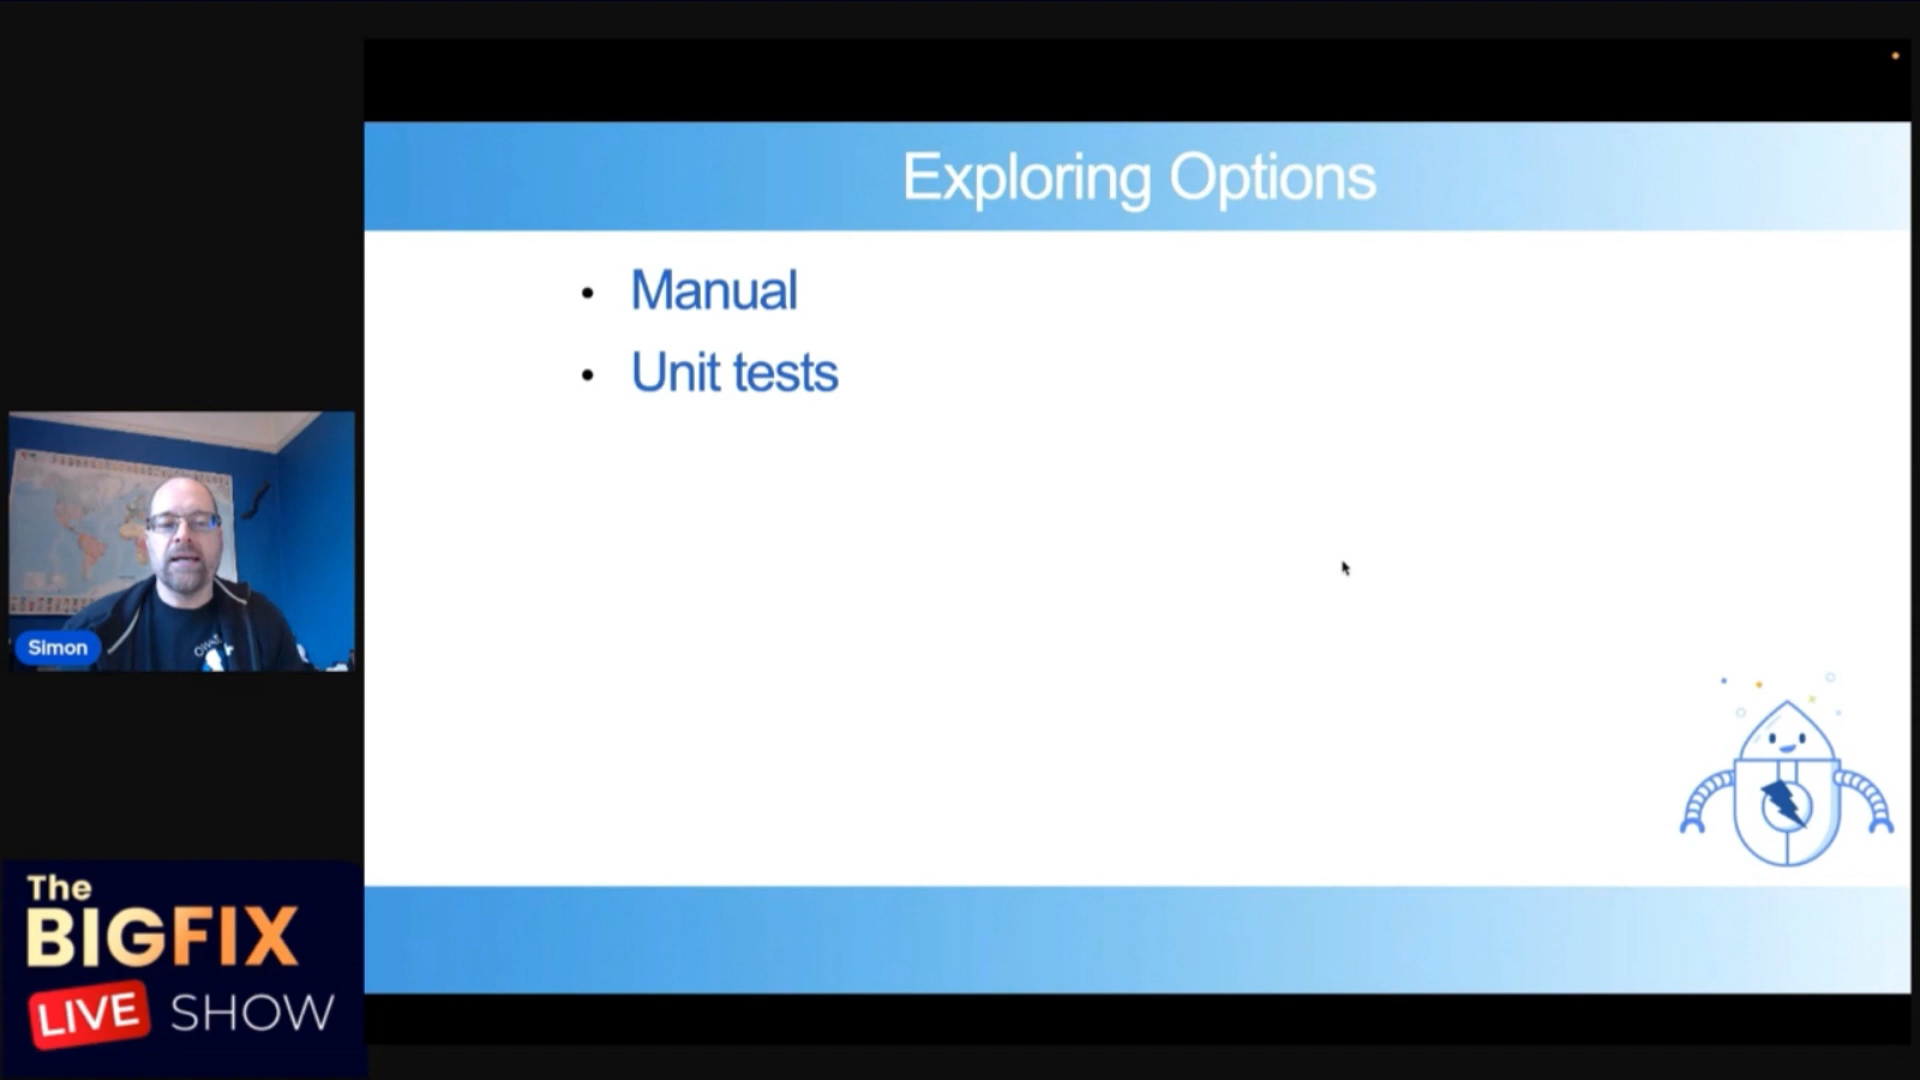 Exploring Options
• Manual
• Unit tests
Simon
The
BIGFIX
LIVE SHOW